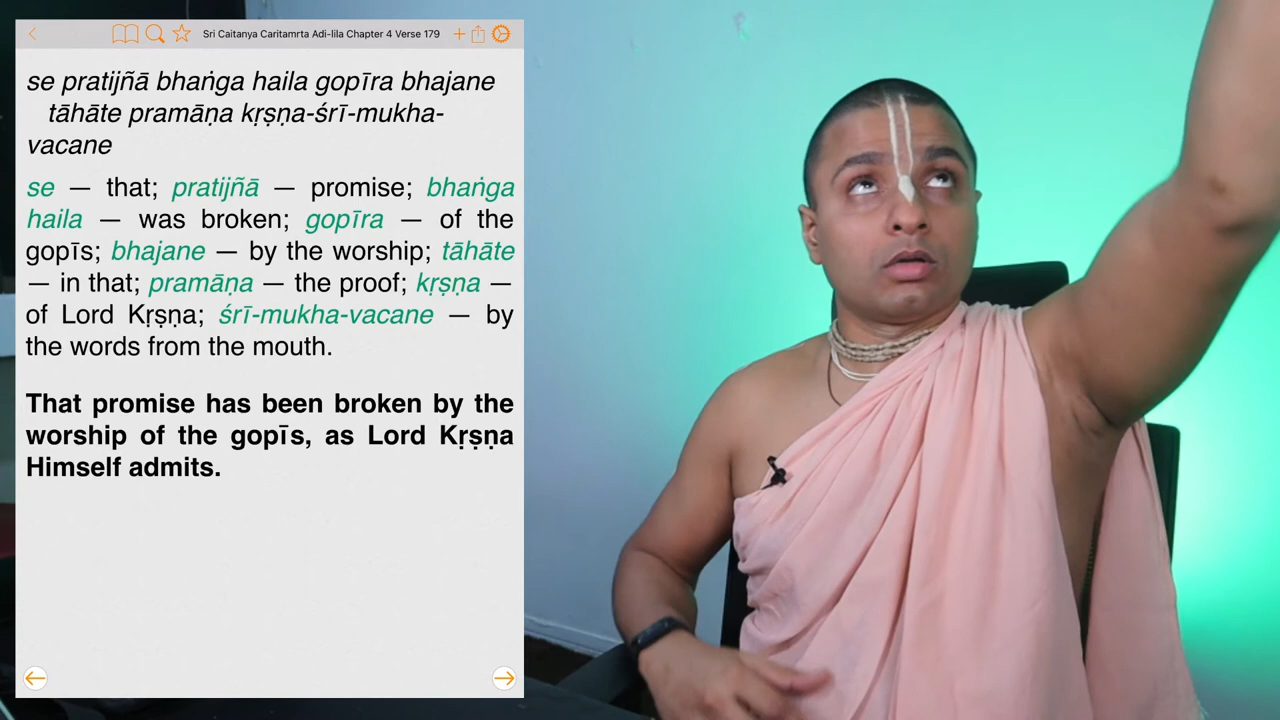 Sri Caitanya Caritamrta Adi-lila Chapter 4 Verse 179
se pratijñā bhaṅga haila gopīra bhajane
tāhāte pramāṇa kṛṣṇa-śrī-mukha-
vacane
se — that; pratijñā — promise; bhaṅga
haila — was broken; gopīra — of the
gopīs; bhajane — by the worship; tāhāte
— in that; pramāṇa — the proof; kṛṣṇa —
of Lord Kṛṣṇa; śrī-mukha-vacane — by
the words from the mouth.
That promise has been broken by the
worship of the gopīs, as Lord Kṛṣṇa
Himself admits.